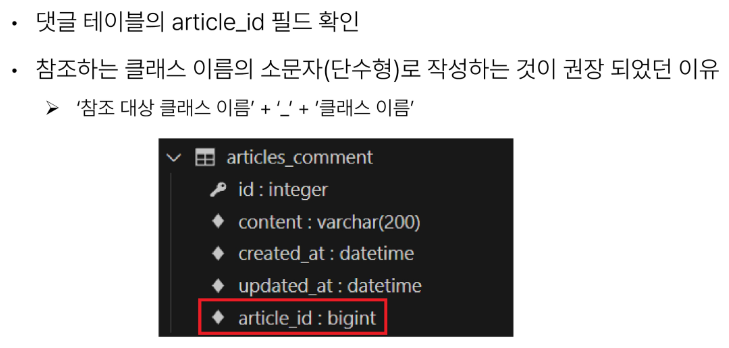 • 댓글 테이블의 article_id 필드 확인
• 참조하는 클래스 이름의 소문자(단수형)로 작성하는 것이 권장 되었던 이유
➢ ‘참조 대상 클래스 이름’ + ‘_’ + ‘클래스 이름’
articles_comment
id : integer
content : varchar(200)
created_at : datetime
updated_at : datetime
article_id : bigint